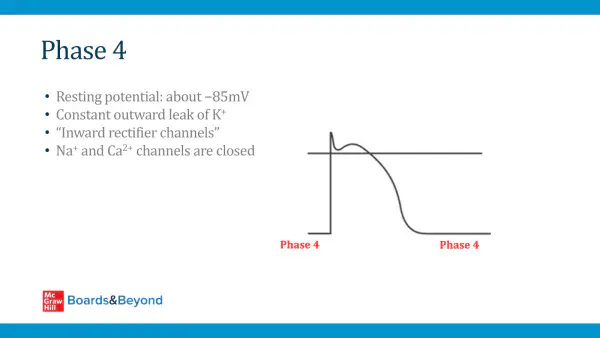 Phase 4
• Resting potential: about −85mV
• Constant outward leak of K⁺
• “Inward rectifier channels”
• Na⁺ and Ca²⁺ channels are closed
Phase 4
Phase 4
Mc
Graw
Hill
Boards&Beyond